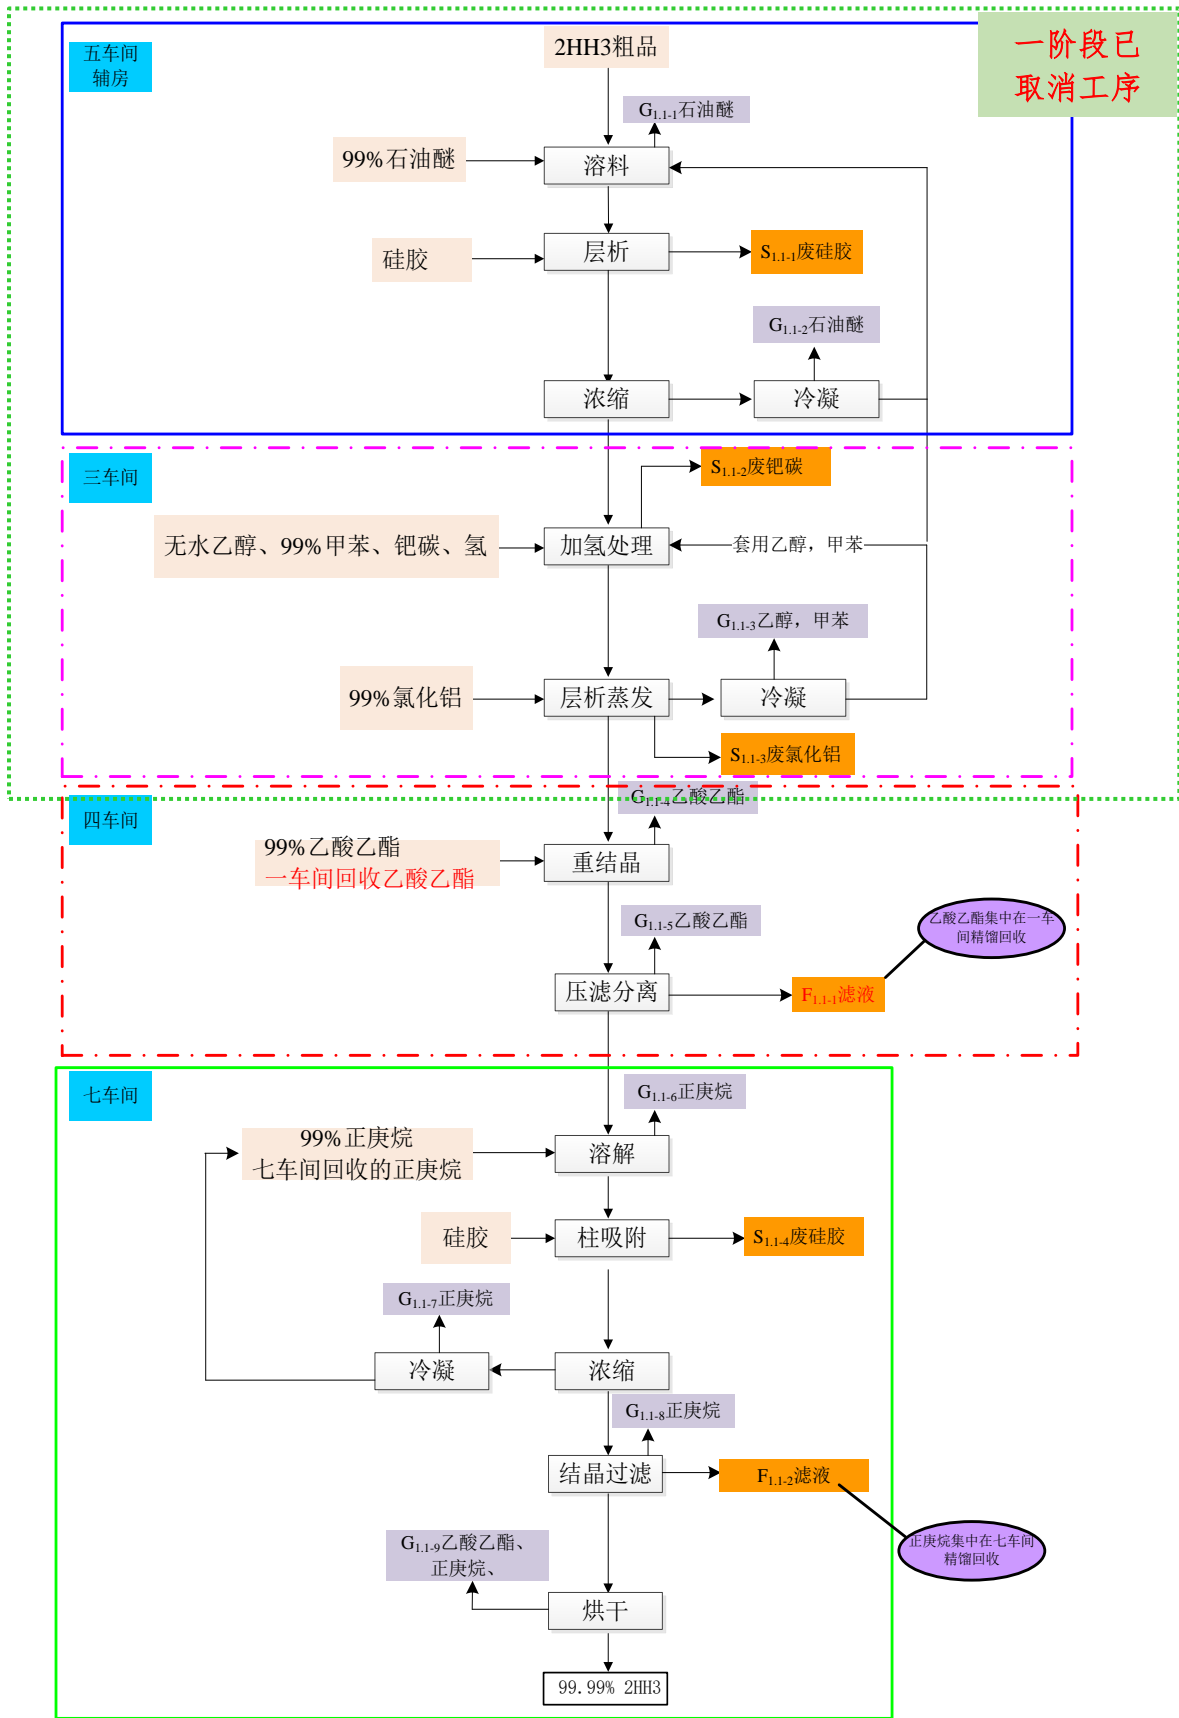 一阶段已
取消工序
五车间
辅房
2HH3粗品
G1.1-1石油醚
99%石油醚
溶料
硅胶
层析
S1.1-1废硅胶
G1.1-2石油醚
浓缩
冷凝
三车间
S1.1-2废钯碳
无水乙醇、99%甲苯、钯碳、氢
加氢处理
套用乙醇，甲苯
G1.1-3乙醇，甲苯
99%氯化铝
层析蒸发
冷凝
S1.1-3废氯化铝
四车间
G1.1-4乙酸乙酯
99%乙酸乙酯
一车间回收乙酸乙酯
重结晶
G1.1-5乙酸乙酯
乙酸乙酯集中在一车
间精馏回收
压滤分离
F1.1-1滤液
七车间
G1.1-6正庚烷
99%正庚烷
七车间回收的正庚烷
溶解
硅胶
柱吸附
S1.1-4废硅胶
G1.1-7正庚烷
冷凝
浓缩
G1.1-8正庚烷
结晶过滤
F1.1-2滤液
G1.1-9乙酸乙酯、
正庚烷、
正庚烷集中在七车间
精馏回收
烘干
99.99% 2HH3